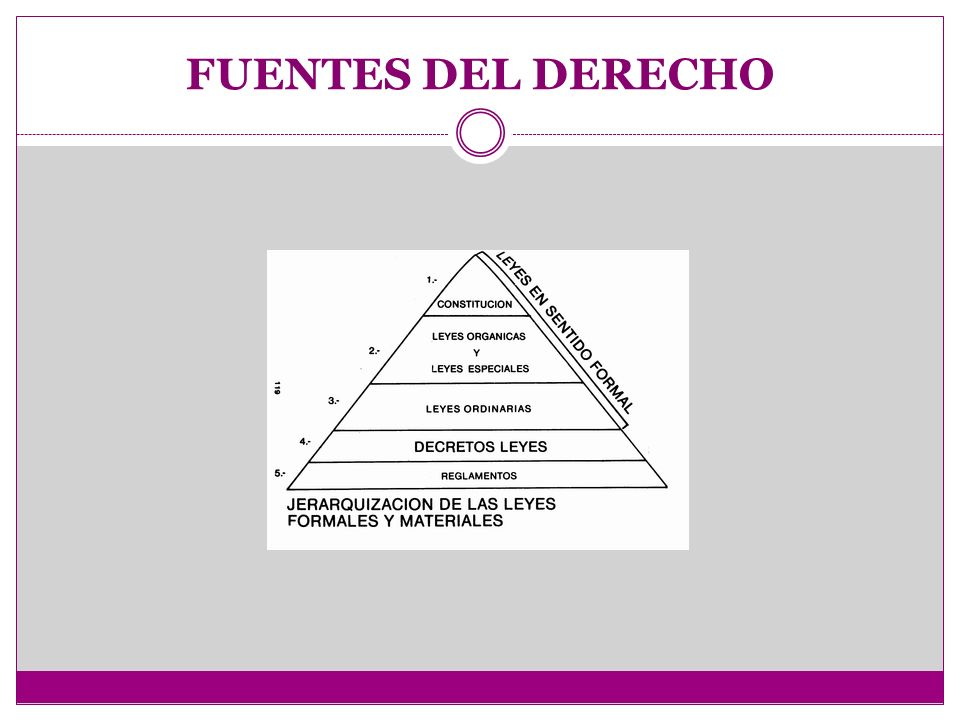 FUENTES DEL DERECHO
1.-
CONSTITUCION
2.-
LEYES ORGANICAS
Y
LEYES ESPECIALES
3.-
LEYES ORDINARIAS
4.-
DECRETOS LEYES
5.-
REGLAMENTOS
LEYES EN SENTIDO FORMAL
119
JERARQUIZACION DE LAS LEYES
FORMALES Y MATERIALES